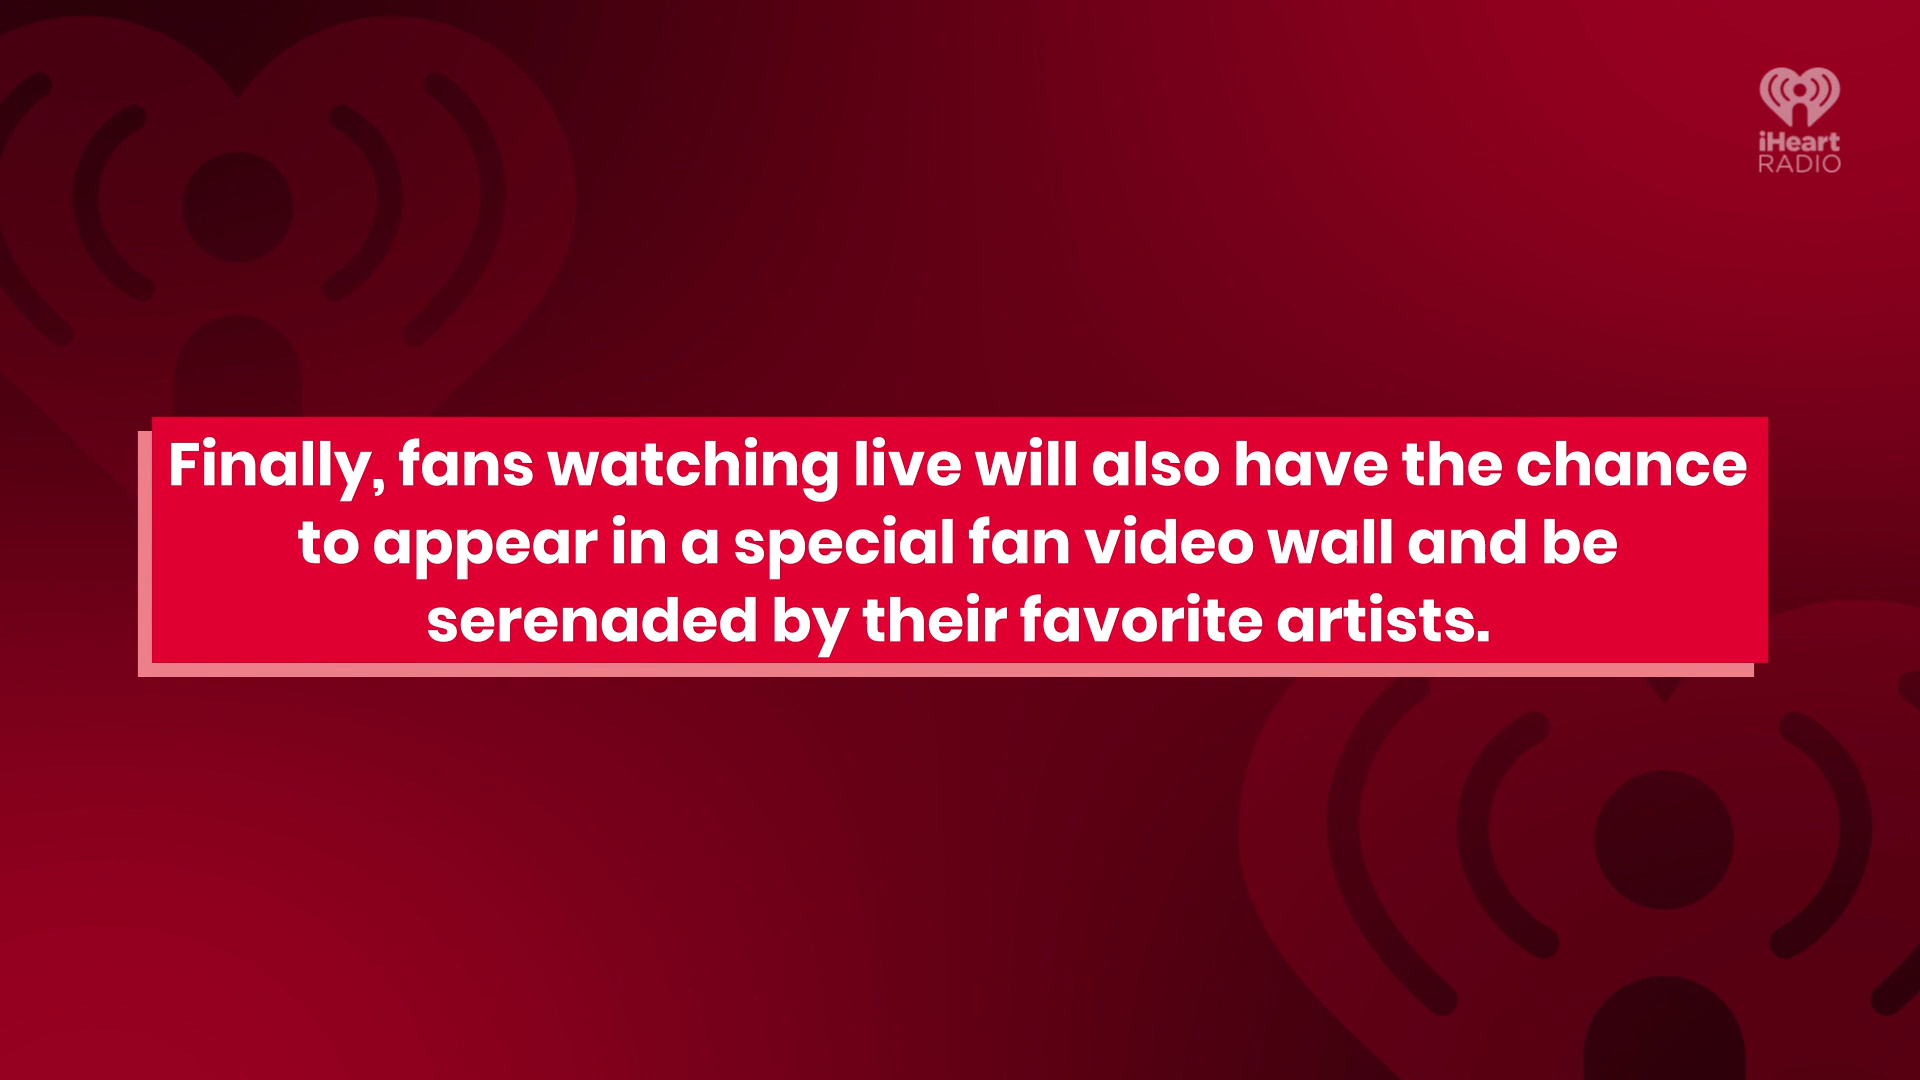 iHeart
RADIO
Finally, fans watching live will also have the chance
to appear in a special fan video wall and be
serenaded by their favorite artists.